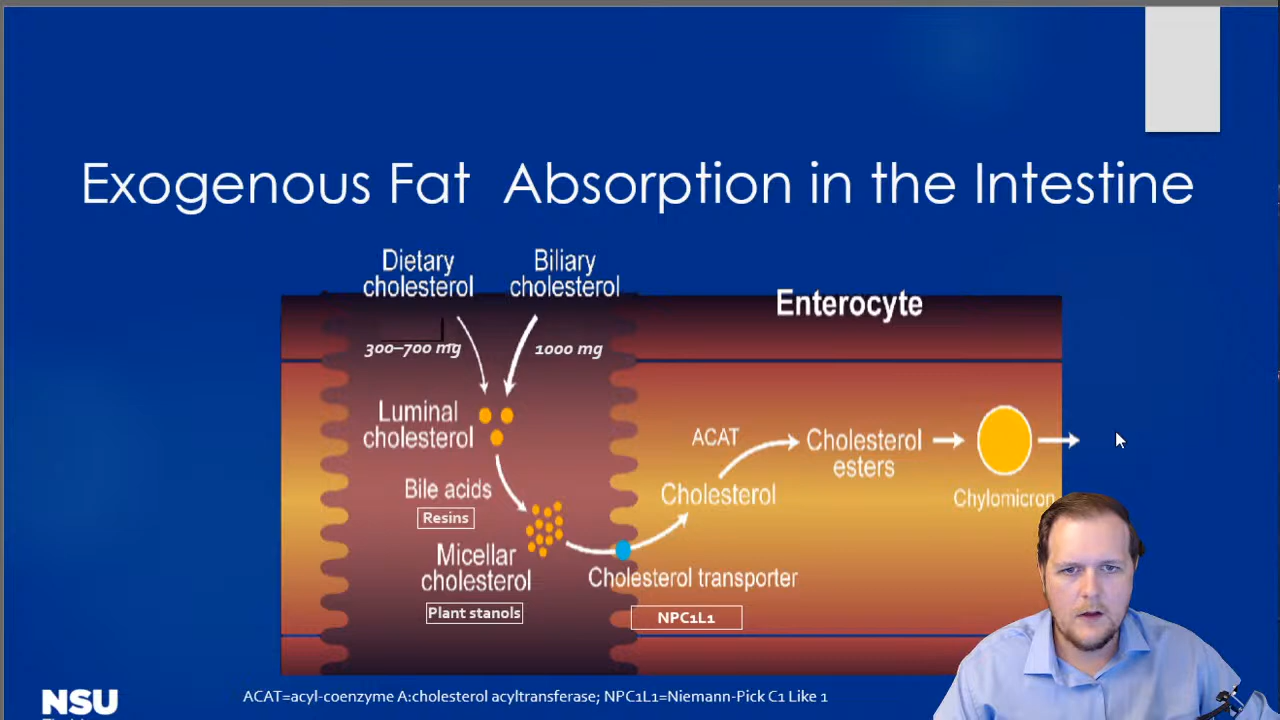 Exogenous Fat Absorption in the Intestine
Dietary
cholesterol
Biliary
cholesterol
Enterocyte
300–700 mg
1000 mg
Luminal
cholesterol
ACAT
Cholesterol
esters
Bile acids
Cholesterol
Chylomicron
Resins
Micellar
cholesterol
Cholesterol transporter
Plant stanols
NPC1L1
ACAT=acyl-coenzyme A:cholesterol acyltransferase; NPC1L1=Niemann-Pick C1 Like 1
NSU